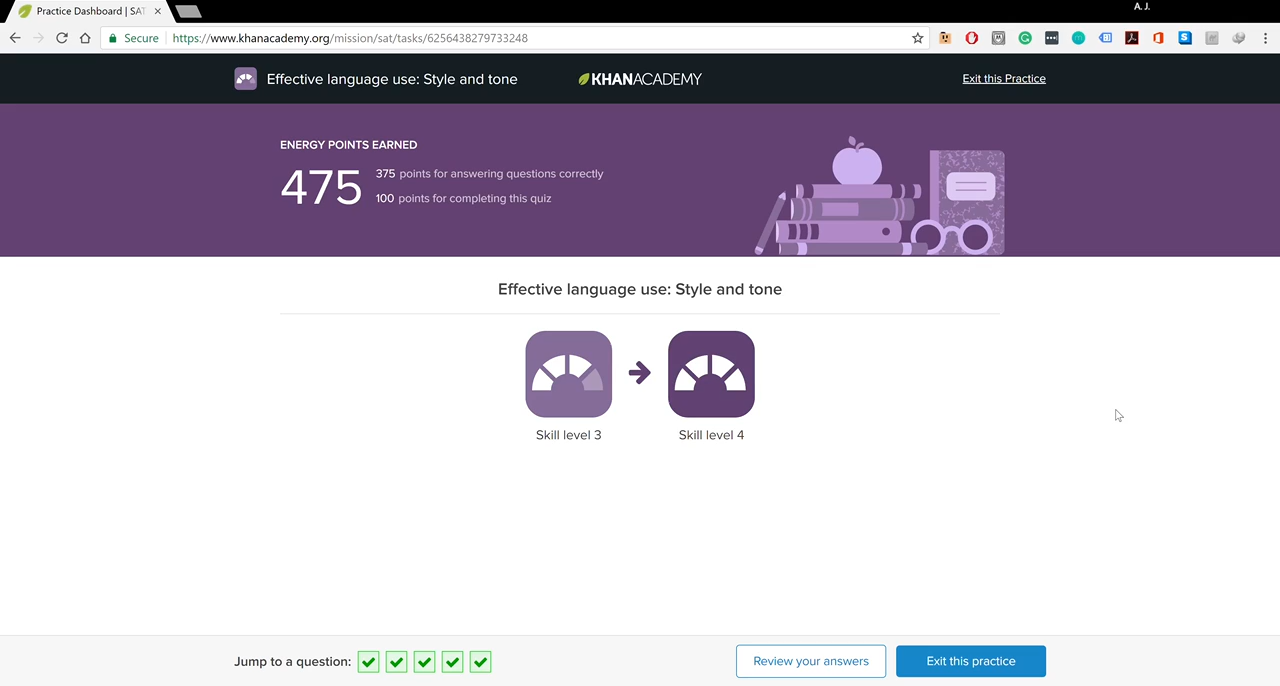 A. J.
Practice Dashboard | SAT
Secure https://www.khanacademy.org/mission/sat/tasks/6256438279733248
Effective language use: Style and tone
KHANACADEMY
Exit this Practice
ENERGY POINTS EARNED
475
375 points for answering questions correctly
100 points for completing this quiz
Effective language use: Style and tone
Skill level 3
Skill level 4
Jump to a question:
Review your answers
Exit this practice